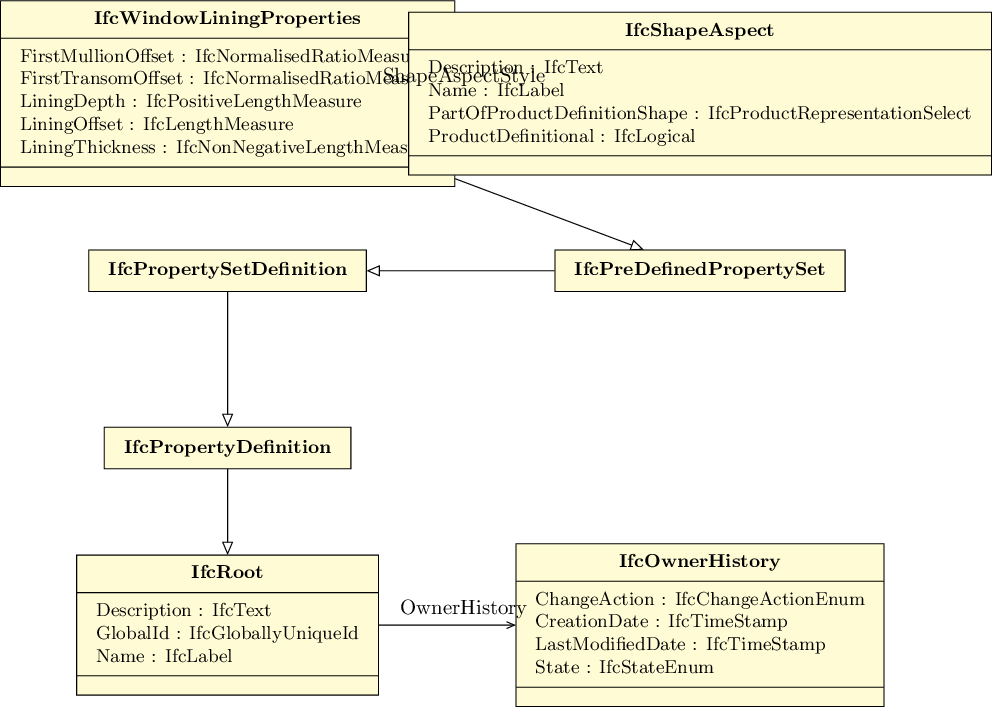 IfcWindowLiningProperties
FirstMullionOffset : IfcNormalisedRatioMeasu
FirstTransomOffset : IfcNormalisedRatioMeas
LiningDepth : IfcPositiveLengthMeasure
LiningOffset : IfcLengthMeasure
LiningThickness : IfcNonNegativeLengthMeas
ShapeAspectStyle
IfcShapeAspect
Description : IfcText
Name : IfcLabel
PartOfProductDefinitionShape : IfcProductRepresentationSelect
ProductDefinitional : IfcLogical
IfcPropertySetDefinition
IfcPreDefinedPropertySet
IfcPropertyDefinition
IfcRoot
Description : IfcText
GlobalId : IfcGloballyUniqueId
Name : IfcLabel
OwnerHistory
IfcOwnerHistory
ChangeAction : IfcChangeActionEnum
CreationDate : IfcTimeStamp
LastModifiedDate : IfcTimeStamp
State : IfcStateEnum